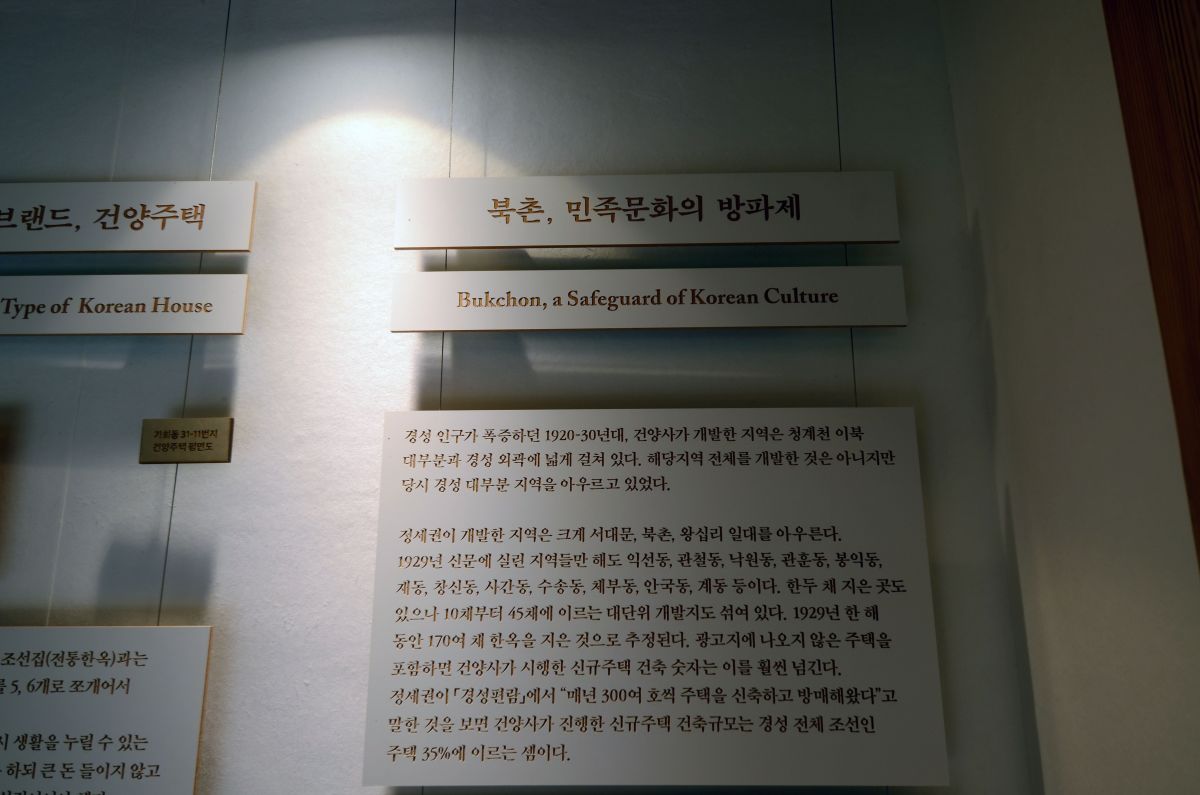 브랜드, 건양주택
Type of Korean House
가회동 31-11번지
건양주택 평면도
조선집(전통한옥)과는
5, 6개로 쪼개어서
생활을 누릴 수 있는
하되 큰 돈 들이지 않고
북촌, 민족문화의 방파제
Bukchon, a Safeguard of Korean Culture
경성 인구가 폭증하던 1920-30년대, 건양사가 개발한 지역은 청계천 이북
대부분과 경성 외곽에 넓게 걸쳐 있다. 해당지역 전체를 개발한 것은 아니지만
당시 경성 대부분 지역을 아우르고 있었다.
정세권이 개발한 지역은 크게 서대문, 북촌, 왕십리 일대를 아우른다.
1929년 신문에 실린 지역들만 해도 익선동, 관철동, 낙원동, 관훈동, 봉익동,
재동, 창신동, 사간동, 수송동, 체부동, 안국동, 계동 등이다. 한두 채 지은 곳도
있으나 10채부터 45채에 이르는 대단위 개발지도 섞여 있다. 1929년 한 해
동안 170여 채 한옥을 지은 것으로 추정된다. 광고지에 나오지 않은 주택을
포함하면 건양사가 시행한 신규주택 건축 숫자는 이를 훨씬 넘긴다.
정세권이 「경성편람」에서 “매년 300여 호씩 주택을 신축하고 방매해왔다”고
말한 것을 보면 건양사가 진행한 신규주택 건축규모는 경성 전체 조선인
주택 35%에 이르는 셈이다.